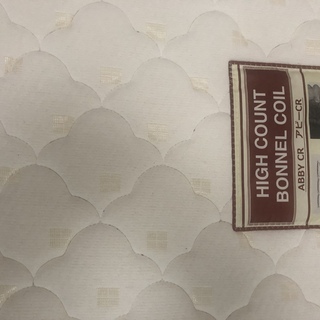 HIGH COUNT
BONNEL COIL
ABBY CR アビーCR